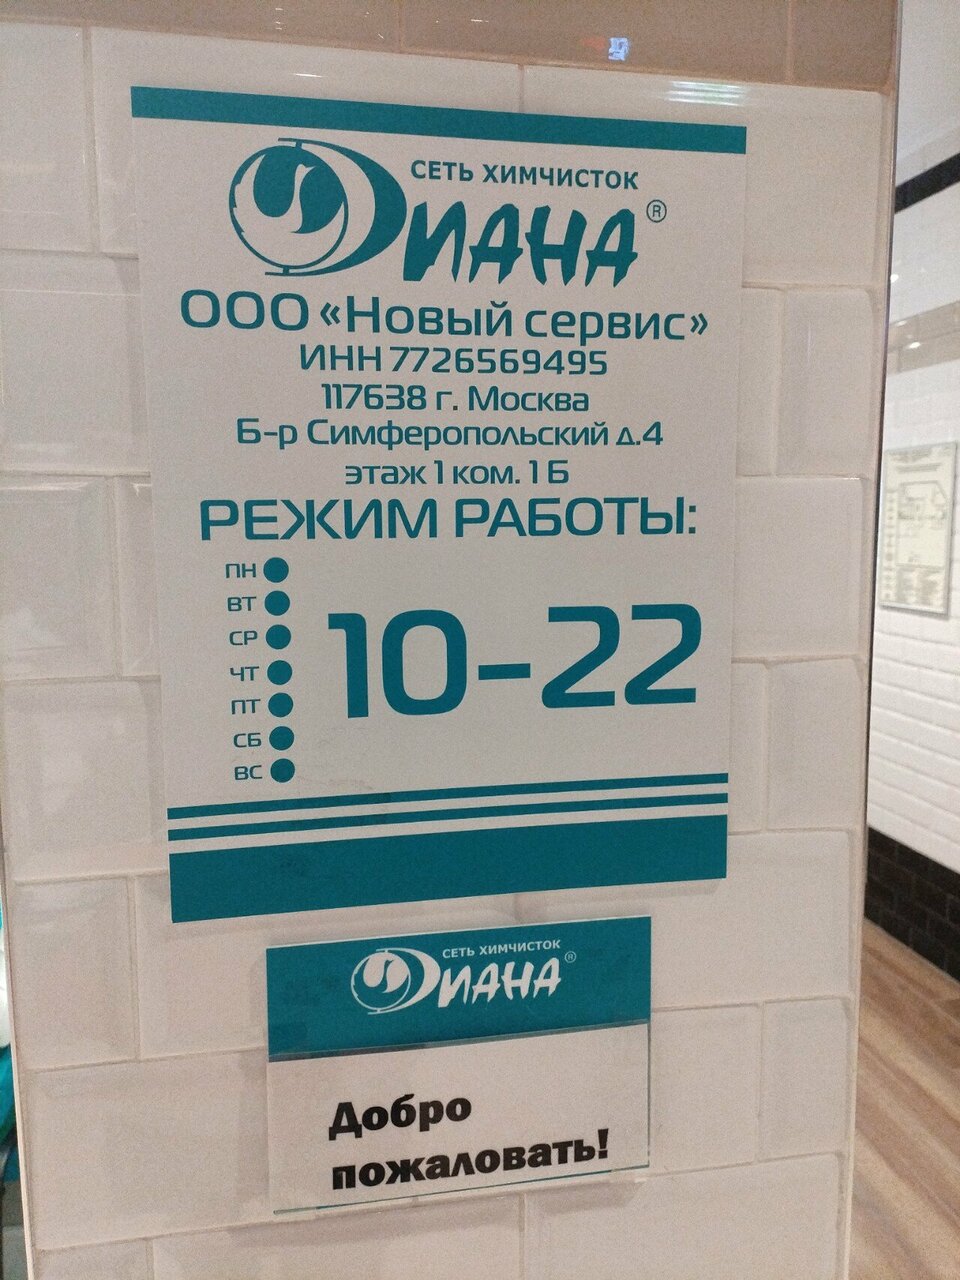 СЕТЬ ХИМЧИСТОК
ДИАНА®
ООО «Новый сервис»
ИНН 7726569495
117638 г. Москва
Б-р Симферопольский д.4
этаж 1 ком. 1 Б
РЕЖИМ РАБОТЫ:
ПН
ВТ
СР
ЧТ
ПТ
СБ
ВС
10-22
СЕТЬ ХИМЧИСТОК
ДИАНА®
Добро
пожаловать!